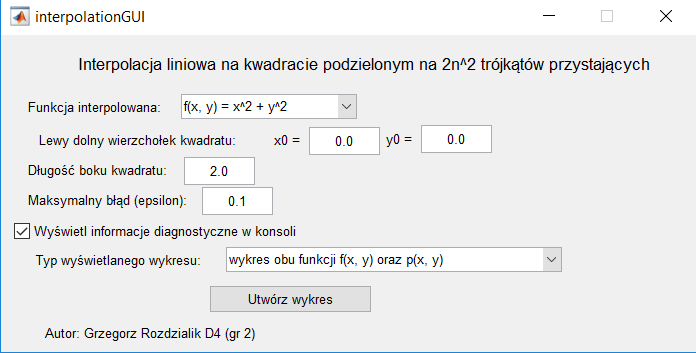 interpolationGUI
Interpolacja liniowa na kwadracie podzielonym na 2n^2 trójkątów przystających
Funkcja interpolowana: f(x, y) = x^2 + y^2
Lewy dolny wierzchołek kwadratu: x0 = 0.0 y0 = 0.0
Długość boku kwadratu: 2.0
Maksymalny błąd (epsilon): 0.1
Wyświetl informacje diagnostyczne w konsoli
Typ wyświetlanego wykresu: wykres obu funkcji f(x, y) oraz p(x, y)
Utwórz wykres
Autor: Grzegorz Rozdzialik D4 (gr 2)